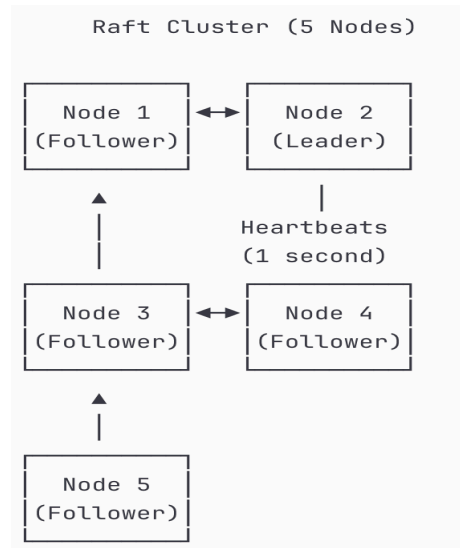 Raft Cluster (5 Nodes)
Node 1
(Follower)
Node 2
(Leader)
Heartbeats
(1 second)
Node 3
(Follower)
Node 4
(Follower)
Node 5
(Follower)